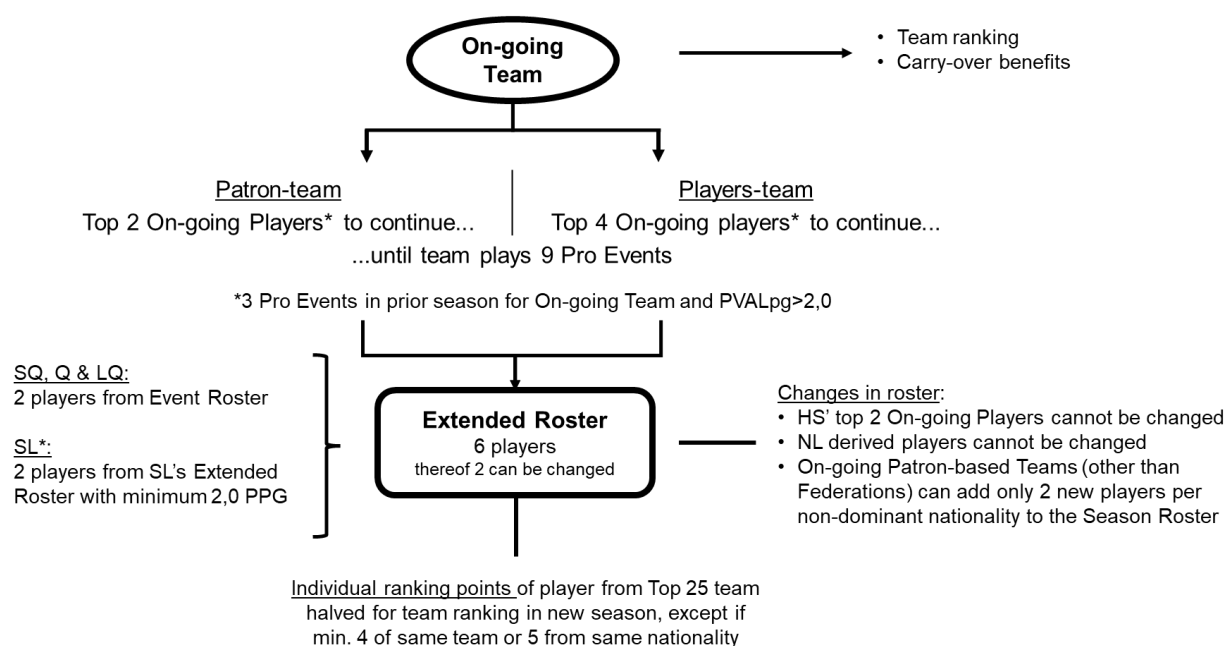 On-going
Team
• Team ranking
• Carry-over benefits
Patron-team
Top 2 On-going Players* to continue...
Players-team
Top 4 On-going players* to continue...
...until team plays 9 Pro Events
*3 Pro Events in prior season for On-going Team and PVALpg>2,0
SQ, Q & LQ:
2 players from Event Roster
SL*:
2 players from SL's Extended
Roster with minimum 2,0 PPG
Extended Roster
6 players
thereof 2 can be changed
Changes in roster:
• HS' top 2 On-going Players cannot be changed
• NL derived players cannot be changed
• On-going Patron-based Teams (other than
Federations) can add only 2 new players per
non-dominant nationality to the Season Roster
Individual ranking points of player from Top 25 team
halved for team ranking in new season, except if
min. 4 of same team or 5 from same nationality